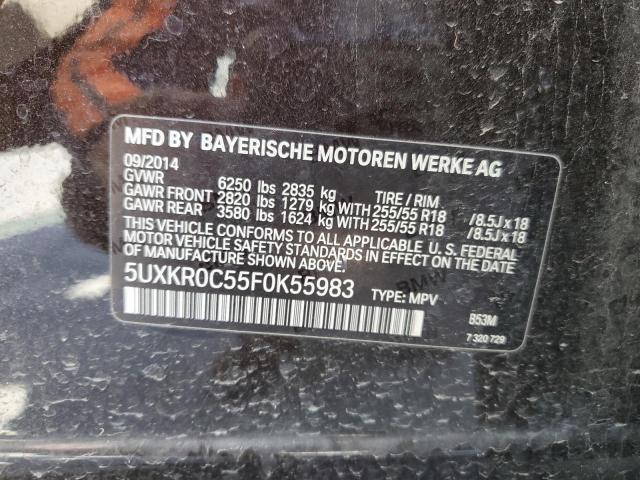 MFD BY BAYERISCHE MOTOREN WERKE AG
09/2014
GVWR 6250 lbs 2835 kg TIRE / RIM
GAWR FRONT 2820 lbs 1279 kg WITH 255/55 R18 /8.5J x 18
GAWR REAR 3580 lbs 1624 kg WITH 255/55 R18 /8.5J x 18
THIS VEHICLE CONFORMS TO ALL APPLICABLE U.S. FEDERAL
MOTOR VEHICLE SAFETY STANDARDS IN EFFECT ON THE DATE
OF MANUFACTURE SHOWN ABOVE.
5UXKR0C55F0K55983 TYPE: MPV
B53M
7 320 729